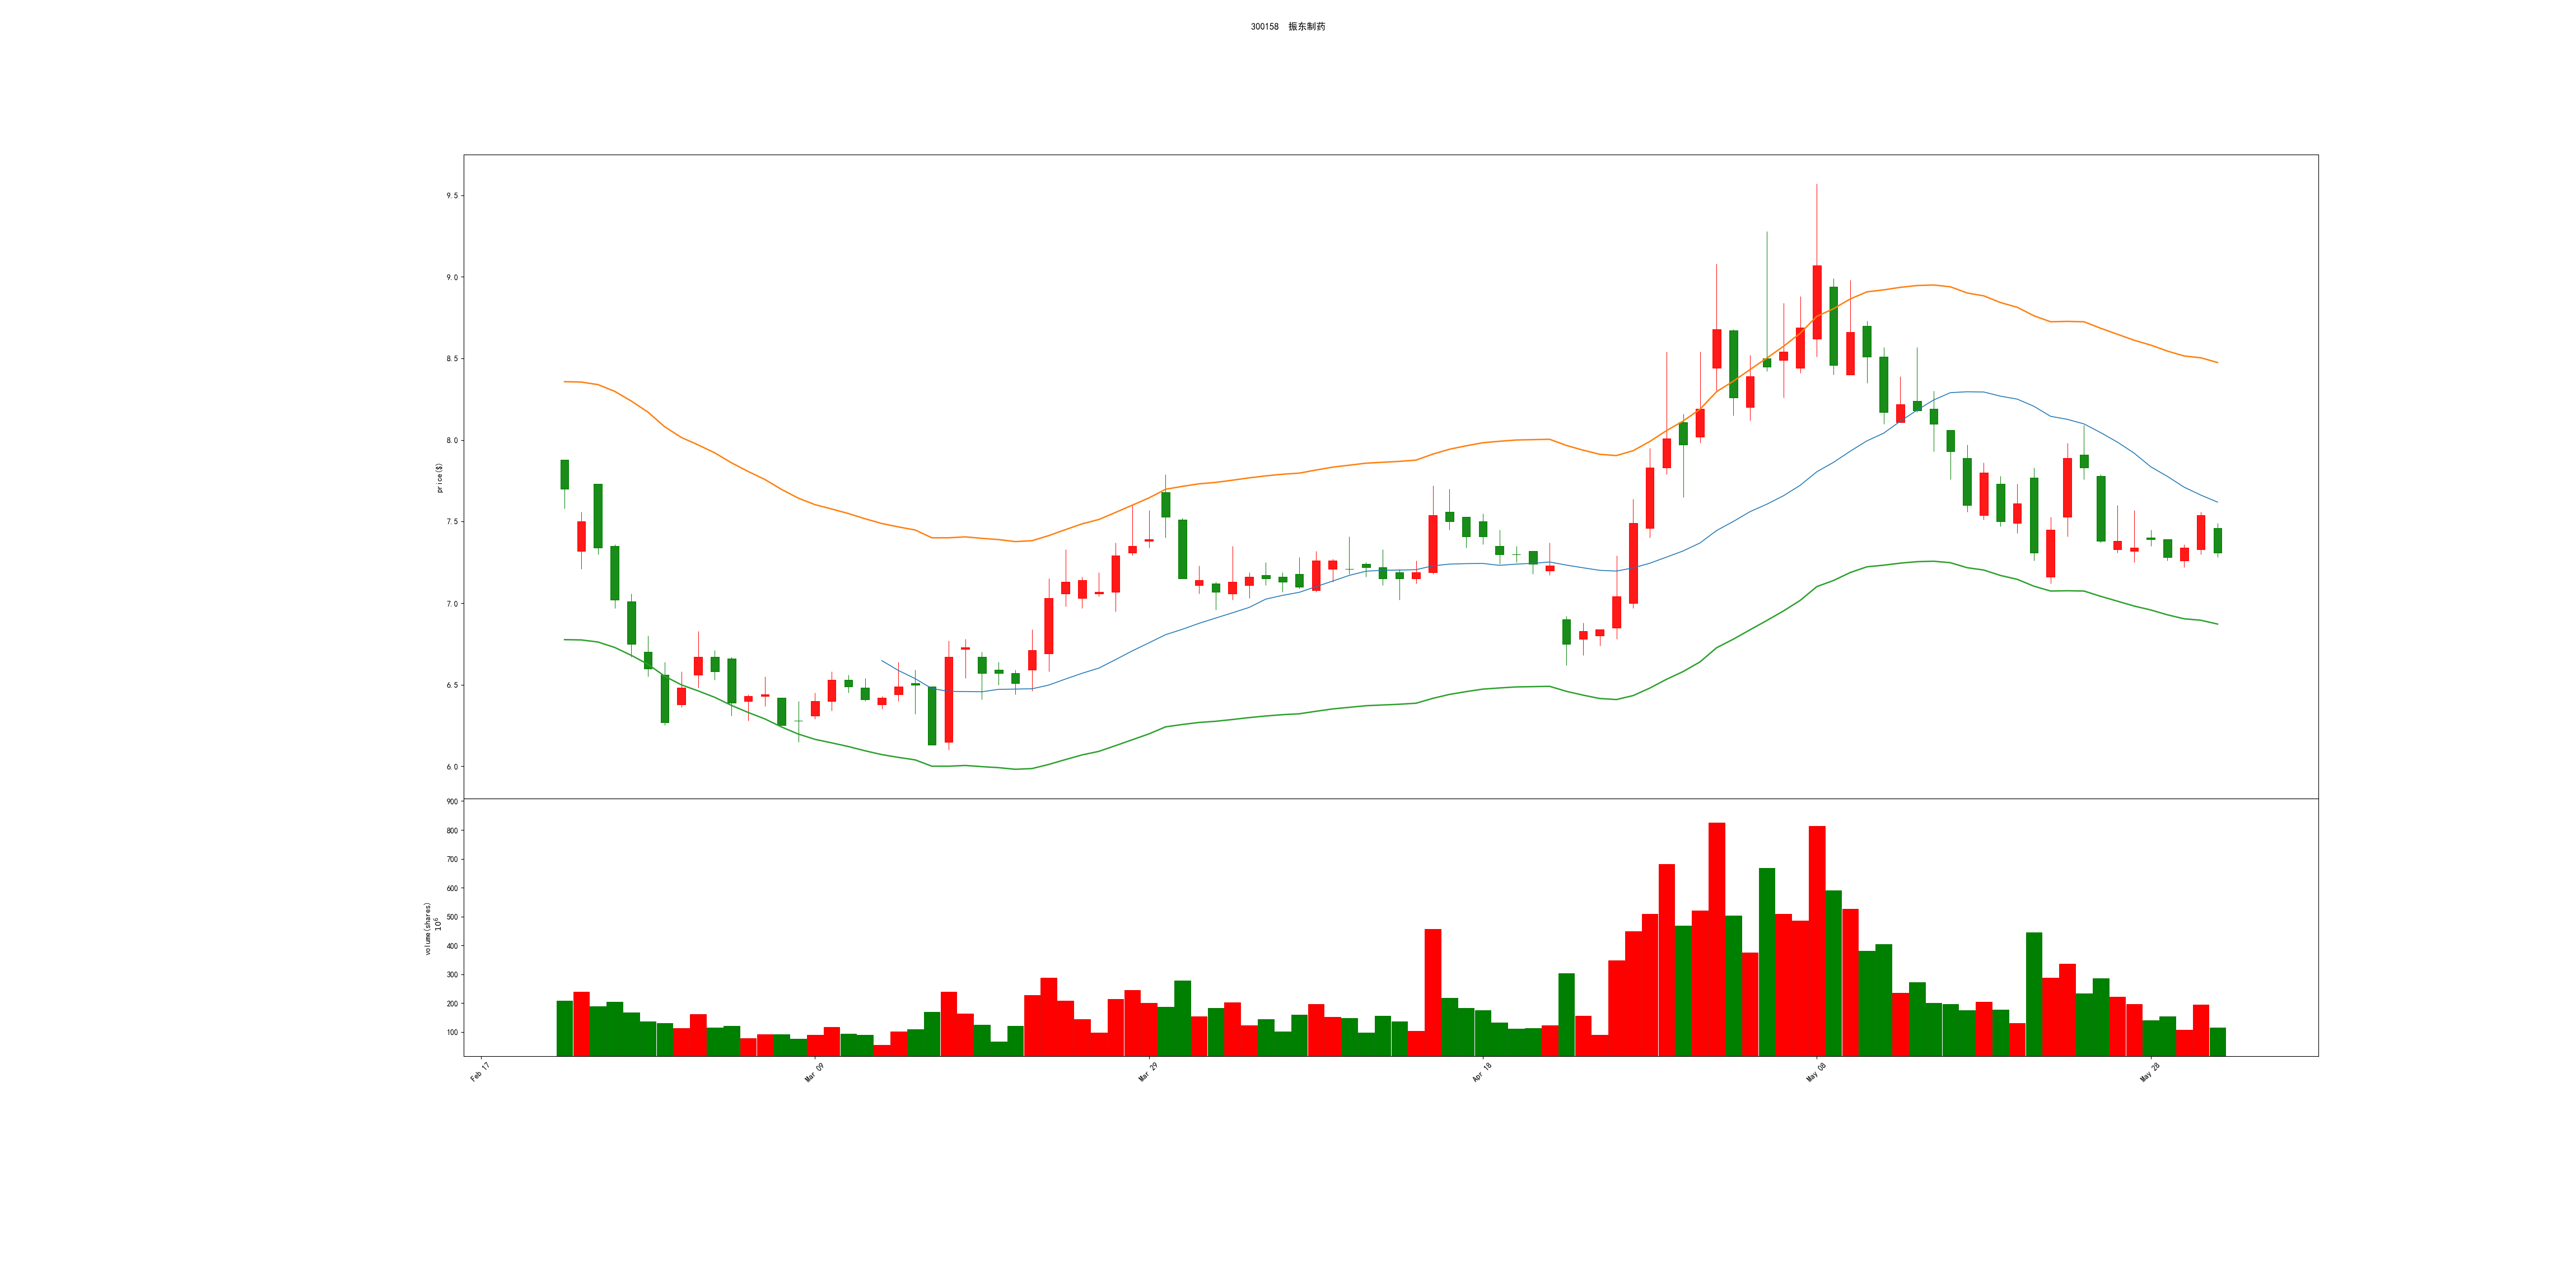 300158 振东制药
9.5
9.0
8.5
8.0
7.5
7.0
6.5
6.0
price($)
900
800
700
600
500
400
300
200
100
volume(shares)
10⁶
Feb 17
Mar 09
Mar 29
Apr 18
May 08
May 28